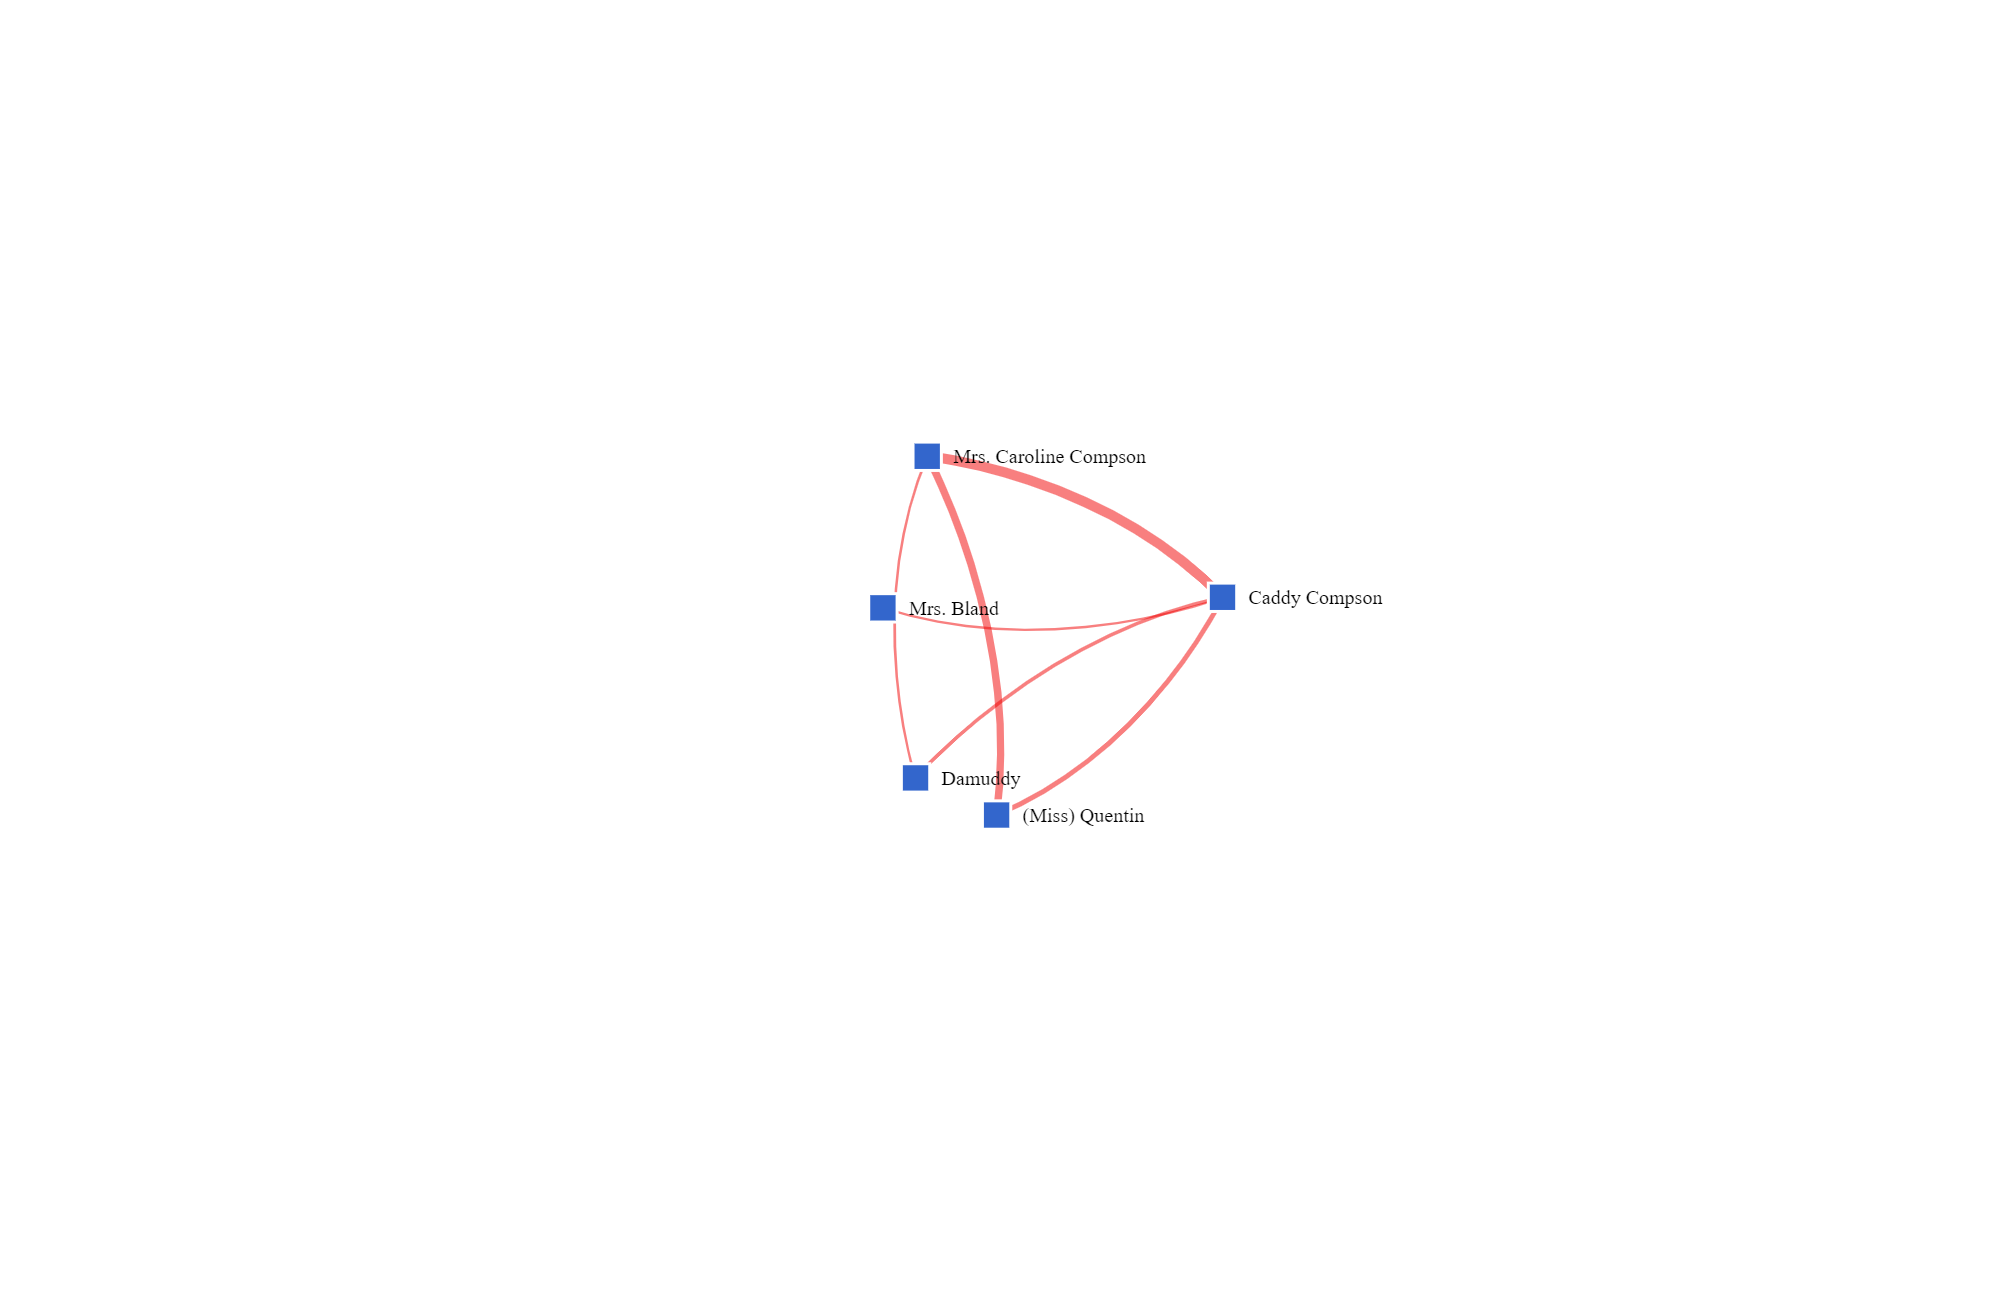 Mrs. Caroline Compson
Caddy Compson
Mrs. Bland
Damuddy
(Miss) Quentin